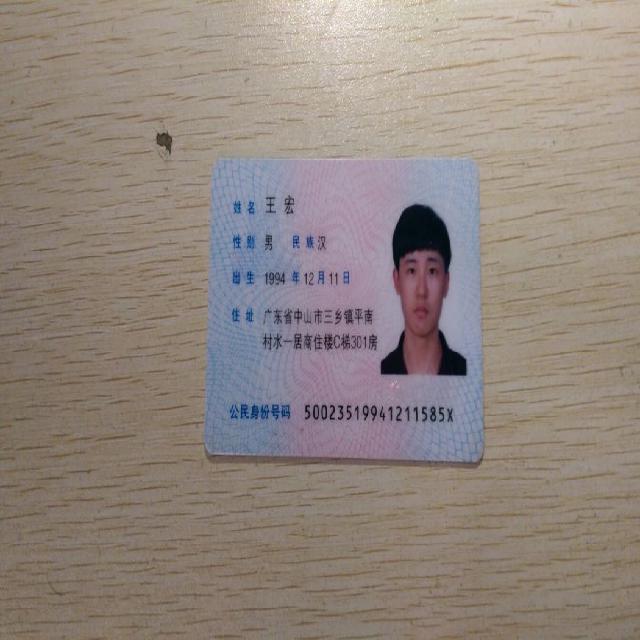 姓名 王宏
性别 男 民族 汉
出生 1994 年 12 月 11 日
住址 广东省中山市三乡镇平南
村水一居商住楼C梯301房
公民身份号码 50023519941211585X